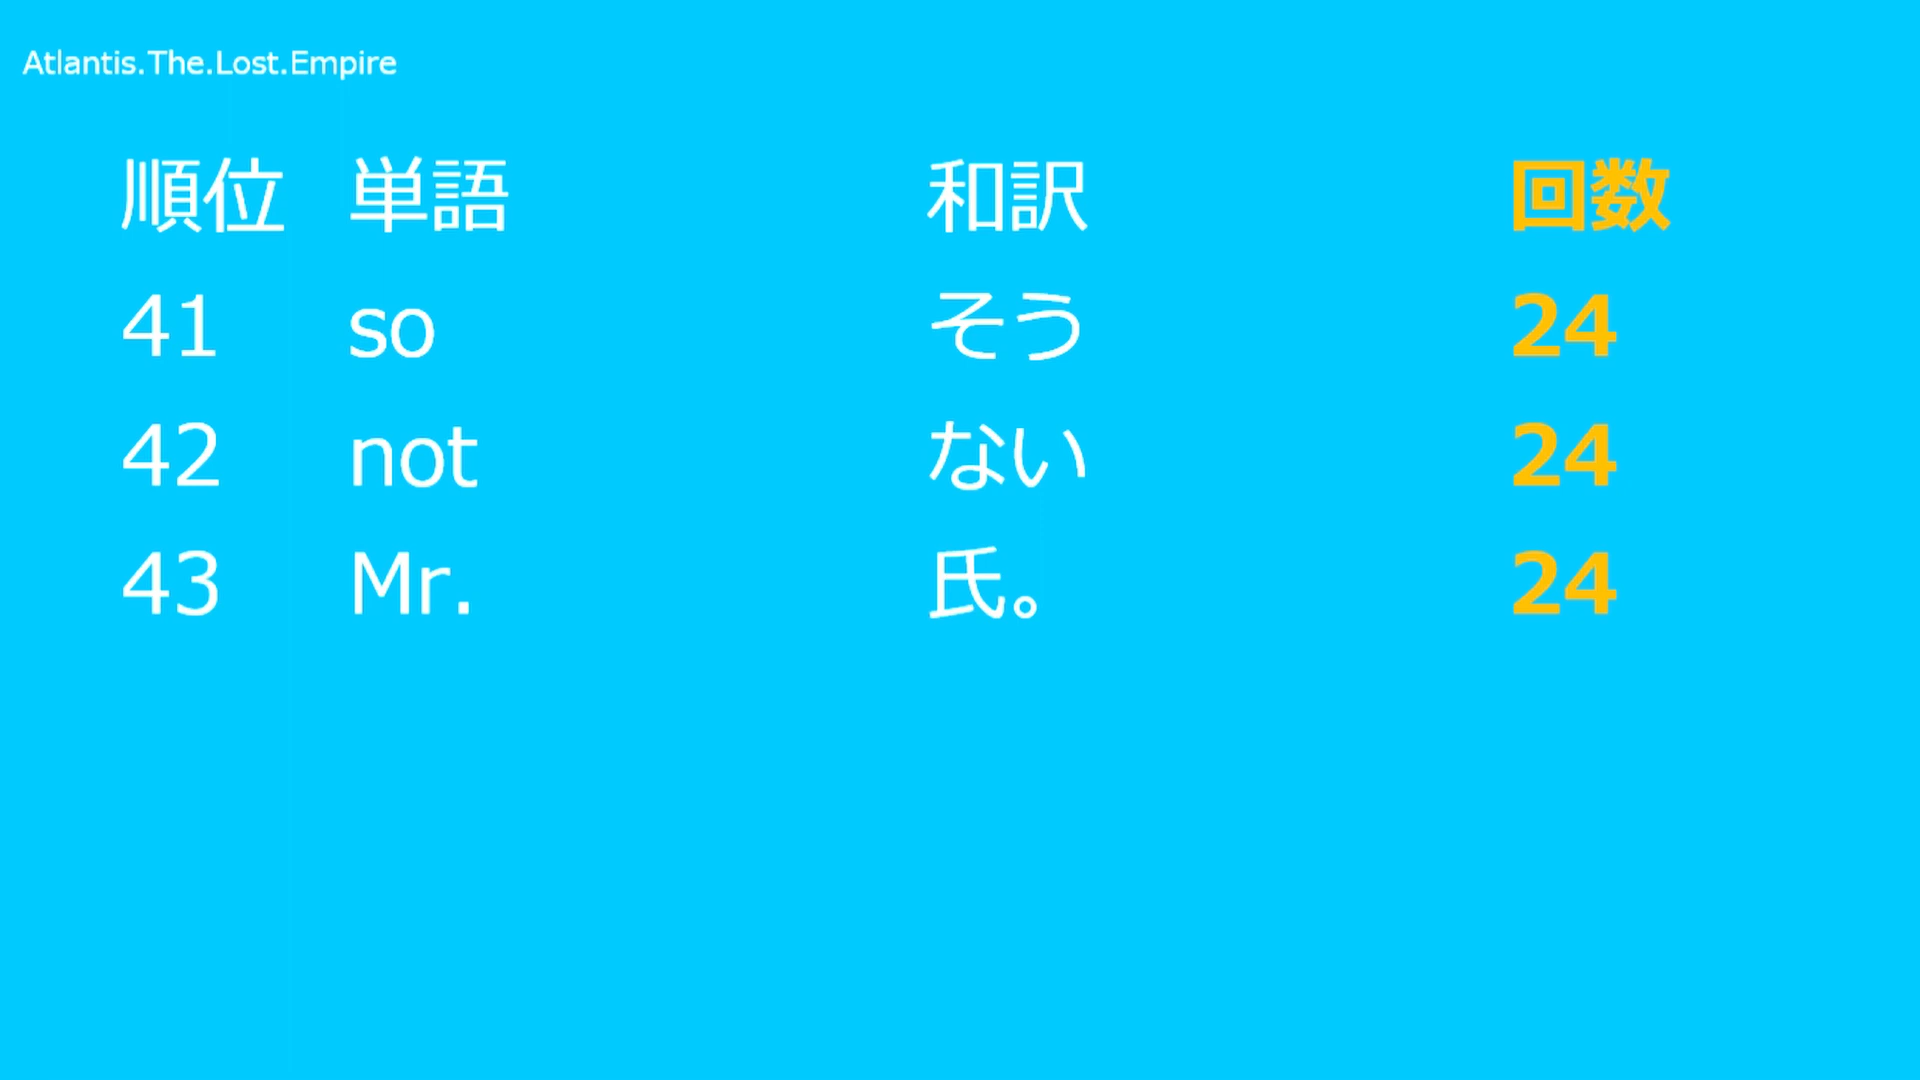 Atlantis.The.Lost.Empire
順位 単語 和訳 回数
41 so そう 24
42 not ない 24
43 Mr. 氏。 24